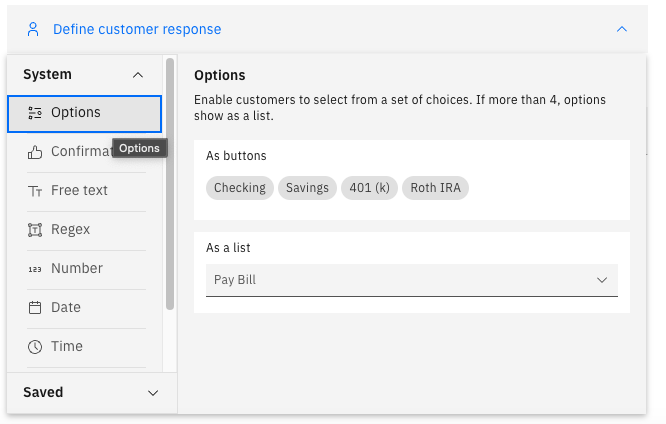 Define customer response
System
Options
Confirmat
Options
Free text
Regex
123 Number
Date
Time
Saved
Options
Enable customers to select from a set of choices. If more than 4, options
show as a list.
As buttons
Checking Savings 401 (k) Roth IRA
As a list
Pay Bill